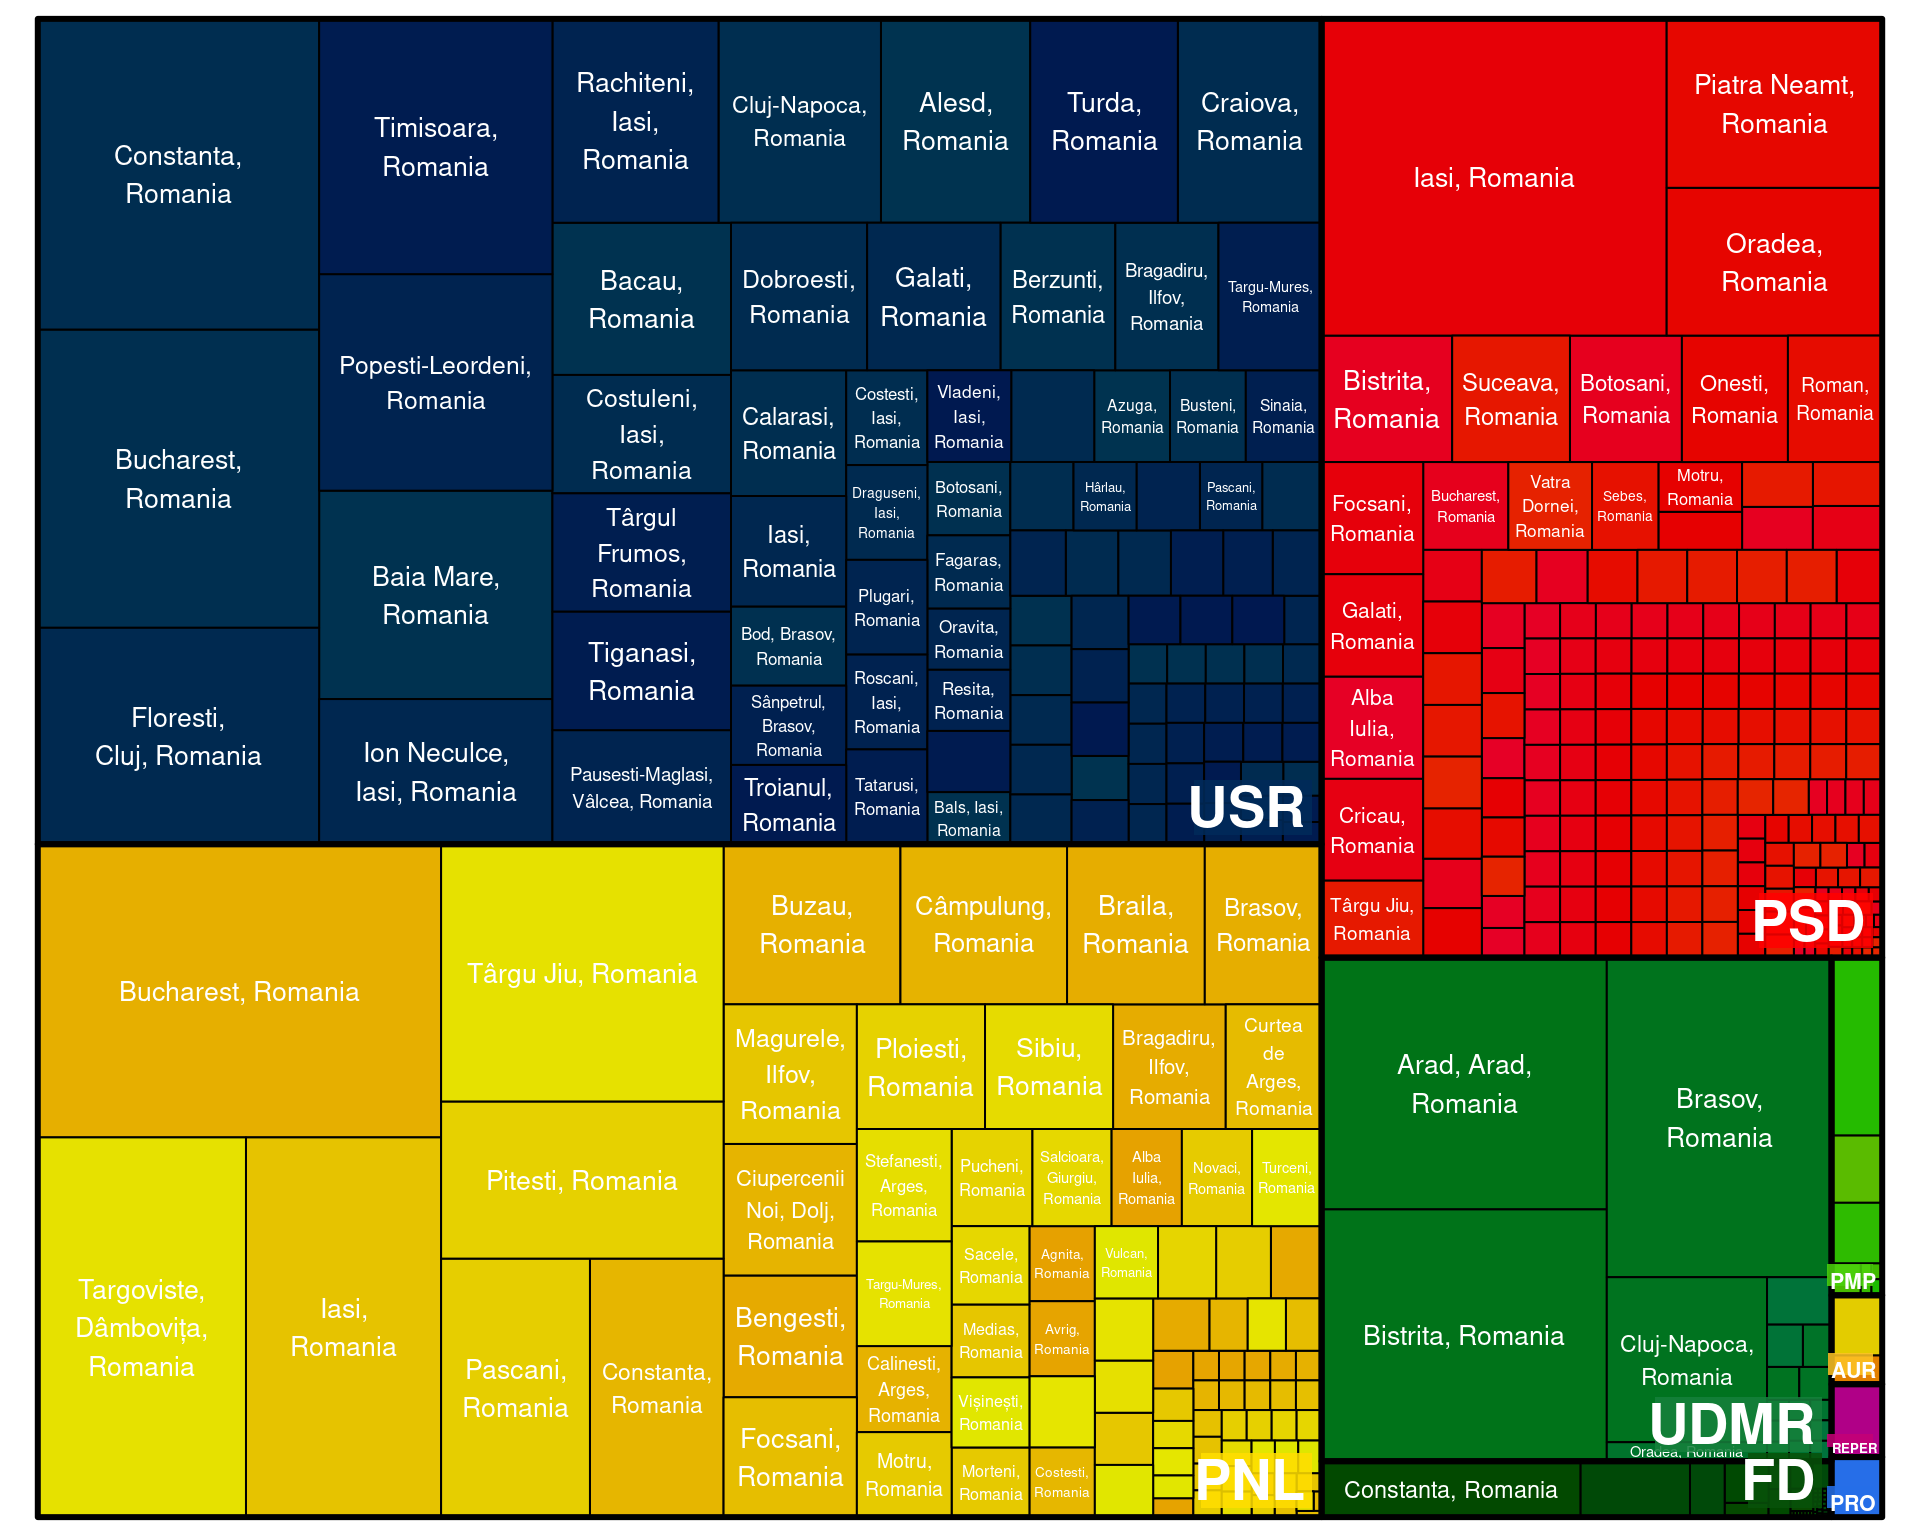 Constanta,
Romania
Bucharest,
Romania
Floresti,
Cluj, Romania
Timisoara,
Romania
Popesti-Leordeni,
Romania
Baia Mare,
Romania
Ion Neculce,
Iasi, Romania
Rachiteni,
Iasi,
Romania
Cluj-Napoca,
Romania
Alesd,
Romania
Turda,
Romania
Craiova,
Romania
Bacau,
Romania
Costuleni,
Iasi,
Romania
Târgul
Frumos,
Romania
Tiganasi,
Romania
Pausesti-Maglasi,
Vâlcea, Romania
Dobroesti,
Romania
Galati,
Romania
Berzunti,
Romania
Bragadiru,
Ilfov,
Romania
Targu-Mures,
Romania
Calarasi,
Romania
Iasi,
Romania
Bod, Brasov,
Romania
Sânpetrul,
Brasov,
Romania
Troianul,
Romania
Costesti,
Iasi,
Romania
Draguseni,
Iasi,
Romania
Plugari,
Romania
Roscani,
Iasi,
Romania
Tatarusi,
Romania
Vladeni,
Iasi,
Romania
Botosani,
Romania
Fagaras,
Romania
Oravita,
Romania
Resita,
Romania
Bals, Iasi,
Romania
Azuga,
Romania
Busteni,
Romania
Sinaia,
Romania
Hârlau,
Romania
Pascani,
Romania
USR
Iasi, Romania
Piatra Neamt,
Romania
Oradea,
Romania
Bistrita,
Romania
Suceava,
Romania
Botosani,
Romania
Onesti,
Romania
Roman,
Romania
Focsani,
Romania
Galati,
Romania
Alba
Iulia,
Romania
Cricau,
Romania
Târgu Jiu,
Romania
Bucharest,
Romania
Vatra
Dornei,
Romania
Sebes,
Romania
Motru,
Romania
PSD
Bucharest, Romania
Targoviste,
Dâmbovița,
Romania
Iasi,
Romania
Târgu Jiu, Romania
Pitesti, Romania
Pascani,
Romania
Constanta,
Romania
Buzau,
Romania
Câmpulung,
Romania
Braila,
Romania
Brasov,
Romania
Magurele,
Ilfov,
Romania
Ciupercenii
Noi, Dolj,
Romania
Bengesti,
Romania
Focsani,
Romania
Ploiesti,
Romania
Sibiu,
Romania
Bragadiru,
Ilfov,
Romania
Curtea
de
Arges,
Romania
Stefanesti,
Arges,
Romania
Targu-Mures,
Romania
Calinesti,
Arges,
Romania
Motru,
Romania
Pucheni,
Romania
Salcioara,
Giurgiu,
Romania
Alba
Iulia,
Romania
Novaci,
Romania
Turceni,
Romania
Sacele,
Romania
Medias,
Romania
Vișinești,
Romania
Morteni,
Romania
Agnita,
Romania
Avrig,
Romania
Costesti,
Romania
Vulcan,
Romania
PNL
Arad, Arad,
Romania
Bistrita, Romania
Brasov,
Romania
Cluj-Napoca,
Romania
Oradea, Romania
UDMR
Constanta, Romania
FD
PMP
AUR
REPER
PRO